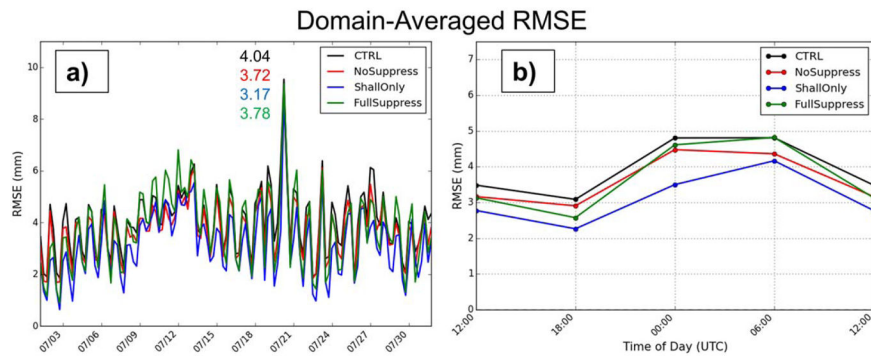 Domain-Averaged RMSE
a)
4.04
3.72
3.17
3.78
CTRL
NoSuppress
ShallOnly
FullSuppress
RMSE (mm)
10
8
6
4
2
0
07/03
07/06
07/09
07/12
07/15
07/18
07/21
07/24
07/27
07/30
b)
CTRL
NoSuppress
ShallOnly
FullSuppress
RMSE (mm)
7
6
5
4
3
2
1
0
12:00
18:00
00:00
06:00
12:00
Time of Day (UTC)